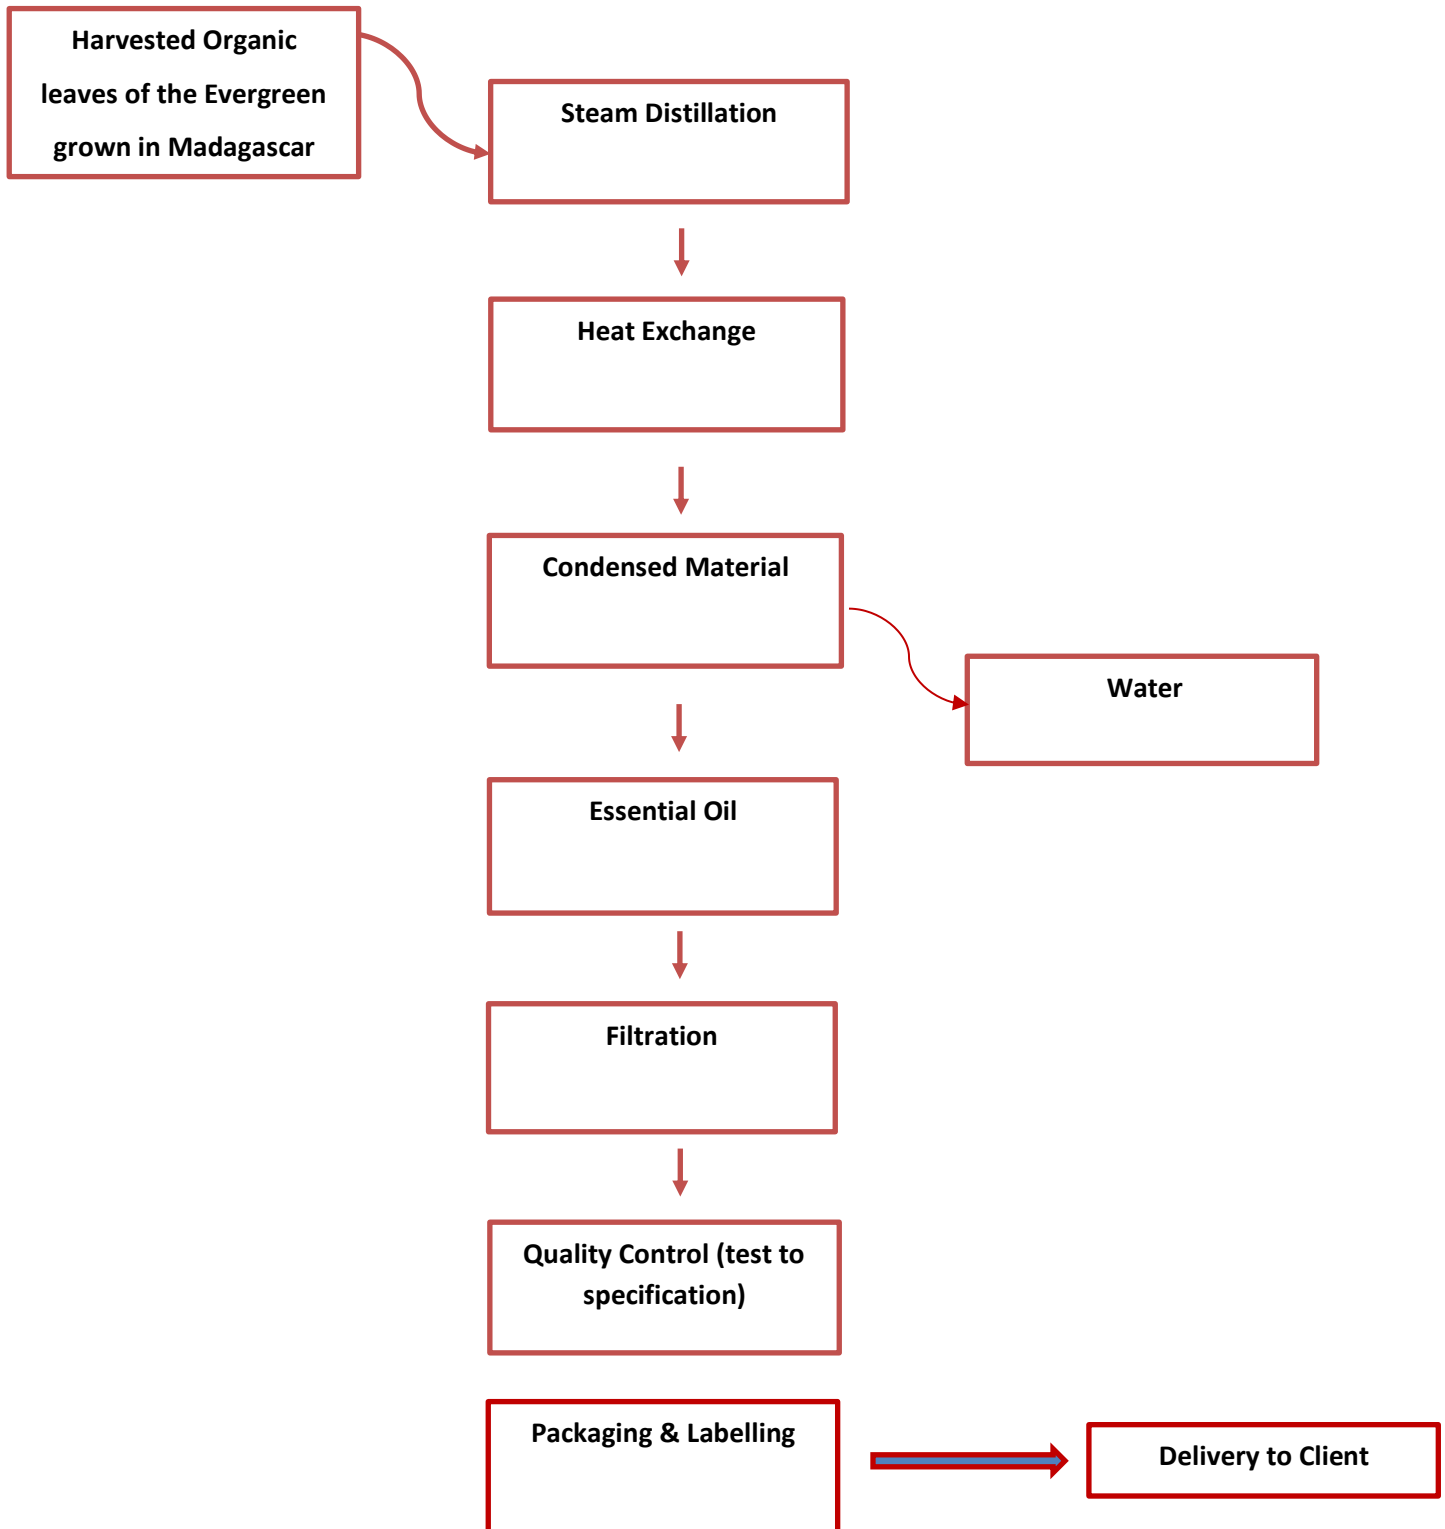 Harvested Organic
leaves of the Evergreen
grown in Madagascar
Steam Distillation
Heat Exchange
Condensed Material
Water
Essential Oil
Filtration
Quality Control (test to
specification)
Packaging & Labelling
Delivery to Client